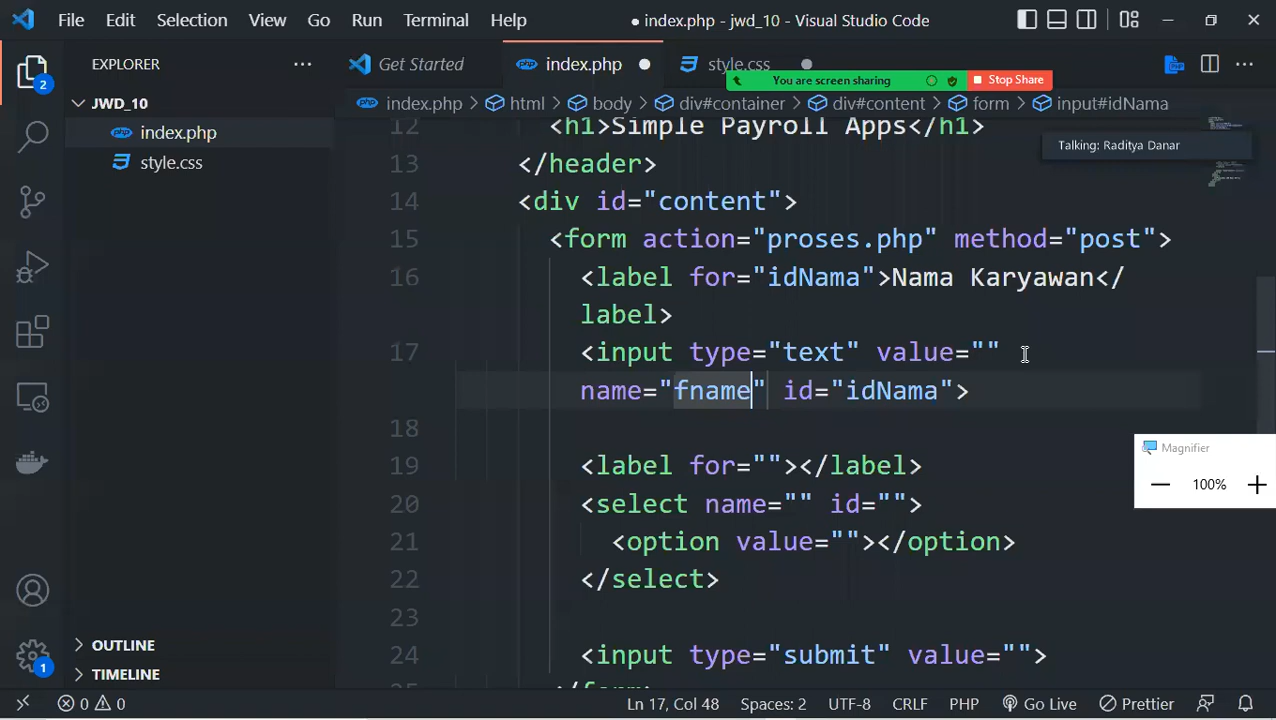 File Edit Selection View Go Run Terminal Help
● index.php - jwd_10 - Visual Studio Code
EXPLORER
Get Started
index.php
style.css
You are screen sharing
Stop Share
JWD_10
index.php
style.css
index.php > html > body > div#container > div#content > form > input#idNama
Talking: Raditya Danar
12 <h1>Simple Payroll Apps</h1>
13 </header>
14 <div id="content">
15 <form action="proses.php" method="post">
16 <label for="idNama">Nama Karyawan</
label>
17 <input type="text" value=""
name="fname" id="idNama">
18
19 <label for=""></label>
20 <select name="" id="">
21 <option value=""></option>
22 </select>
23
24 <input type="submit" value="">
25 </form>
Magnifier
100%
2
1
OUTLINE
TIMELINE
0 0
Ln 17, Col 48
Spaces: 2
UTF-8
CRLF
PHP
Go Live
Prettier